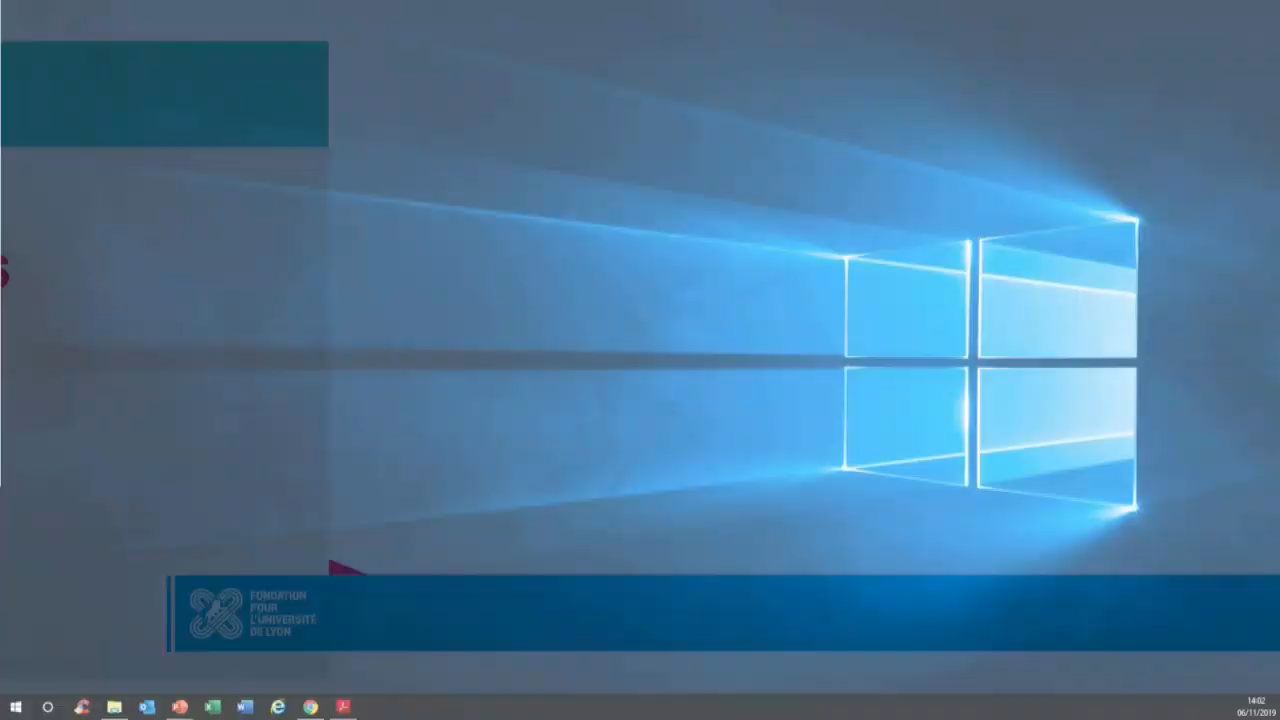 S
FONDATION
POUR
L'UNIVERSITÉ
DE LYON
14:02
06/11/2019